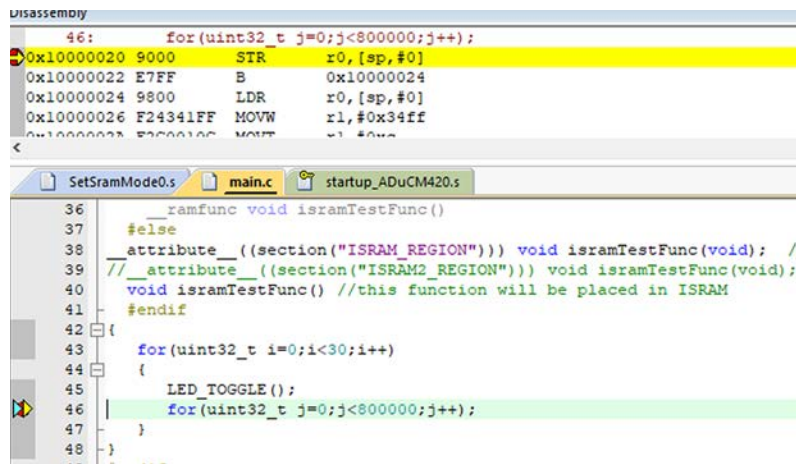 Disassembly
46: for(uint32_t j=0;j<800000;j++);
0x10000020 9000 STR r0,[sp,#0]
0x10000022 E7FF B 0x10000024
0x10000024 9800 LDR r0,[sp,#0]
0x10000026 F24341FF MOVW r1,#0x34ff
SetSramMode0.s main.c startup_ADuCM420.s
36 __ramfunc void isramTestFunc()
37 #else
38 __attribute__((section("ISRAM_REGION"))) void isramTestFunc(void); /
39 //__attribute__((section("ISRAM2_REGION"))) void isramTestFunc(void);
40 void isramTestFunc() //this function will be placed in ISRAM
41 #endif
42 {
43 for(uint32_t i=0;i<30;i++)
44 {
45 LED_TOGGLE();
46 for(uint32_t j=0;j<800000;j++);
47 }
48 }